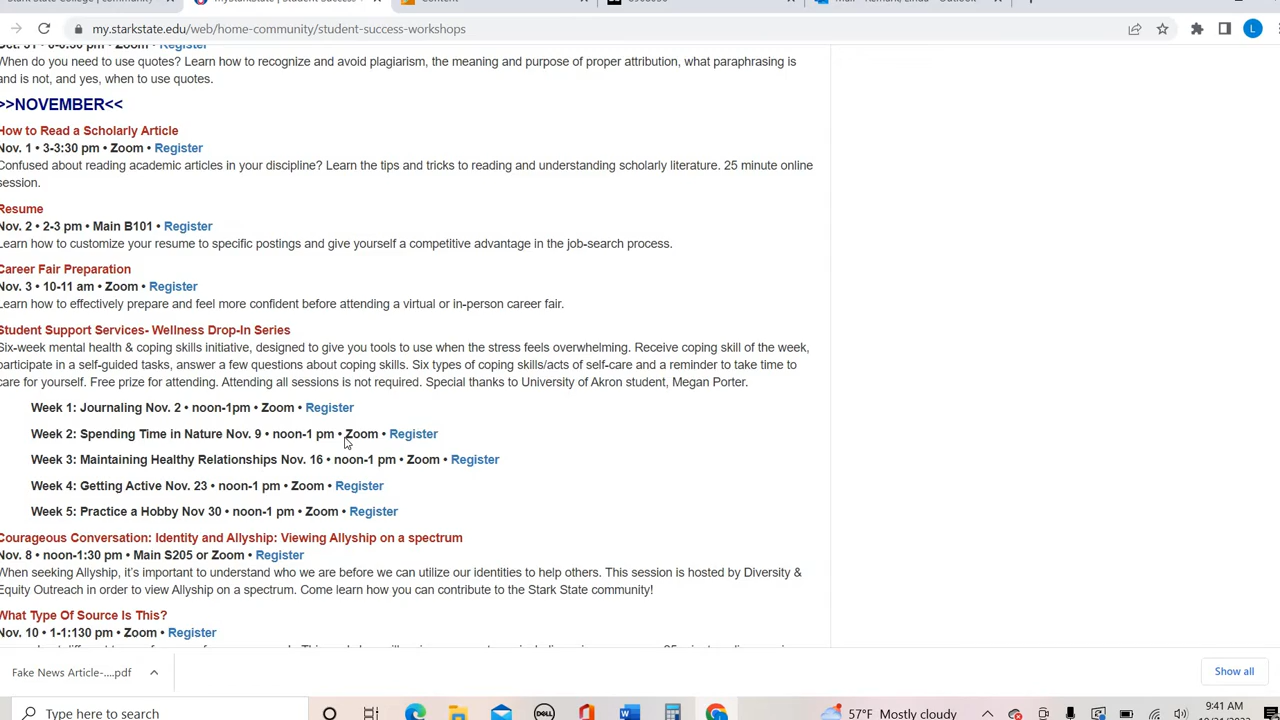 my.starkstate.edu/web/home-community/student-success-workshops
L
Oct. 31 • 6-6:30 pm • Zoom • Register
When do you need to use quotes? Learn how to recognize and avoid plagiarism, the meaning and purpose of proper attribution, what paraphrasing is
and is not, and yes, when to use quotes.
>>NOVEMBER<<
How to Read a Scholarly Article
Nov. 1 • 3-3:30 pm • Zoom • Register
Confused about reading academic articles in your discipline? Learn the tips and tricks to reading and understanding scholarly literature. 25 minute online
session.
Resume
Nov. 2 • 2-3 pm • Main B101 • Register
Learn how to customize your resume to specific postings and give yourself a competitive advantage in the job-search process.
Career Fair Preparation
Nov. 3 • 10-11 am • Zoom • Register
Learn how to effectively prepare and feel more confident before attending a virtual or in-person career fair.
Student Support Services- Wellness Drop-In Series
Six-week mental health & coping skills initiative, designed to give you tools to use when the stress feels overwhelming. Receive coping skill of the week,
participate in a self-guided tasks, answer a few questions about coping skills. Six types of coping skills/acts of self-care and a reminder to take time to
care for yourself. Free prize for attending. Attending all sessions is not required. Special thanks to University of Akron student, Megan Porter.
Week 1: Journaling Nov. 2 • noon-1pm • Zoom • Register
Week 2: Spending Time in Nature Nov. 9 • noon-1 pm • Zoom • Register
Week 3: Maintaining Healthy Relationships Nov. 16 • noon-1 pm • Zoom • Register
Week 4: Getting Active Nov. 23 • noon-1 pm • Zoom • Register
Week 5: Practice a Hobby Nov 30 • noon-1 pm • Zoom • Register
Courageous Conversation: Identity and Allyship: Viewing Allyship on a spectrum
Nov. 8 • noon-1:30 pm • Main S205 or Zoom • Register
When seeking Allyship, it's important to understand who we are before we can utilize our identities to help others. This session is hosted by Diversity &
Equity Outreach in order to view Allyship on a spectrum. Come learn how you can contribute to the Stark State community!
What Type Of Source Is This?
Nov. 10 • 1-1:130 pm • Zoom • Register
Fake News Article-....pdf
Show all
Type here to search
DELL
57°F Mostly cloudy
9:41 AM